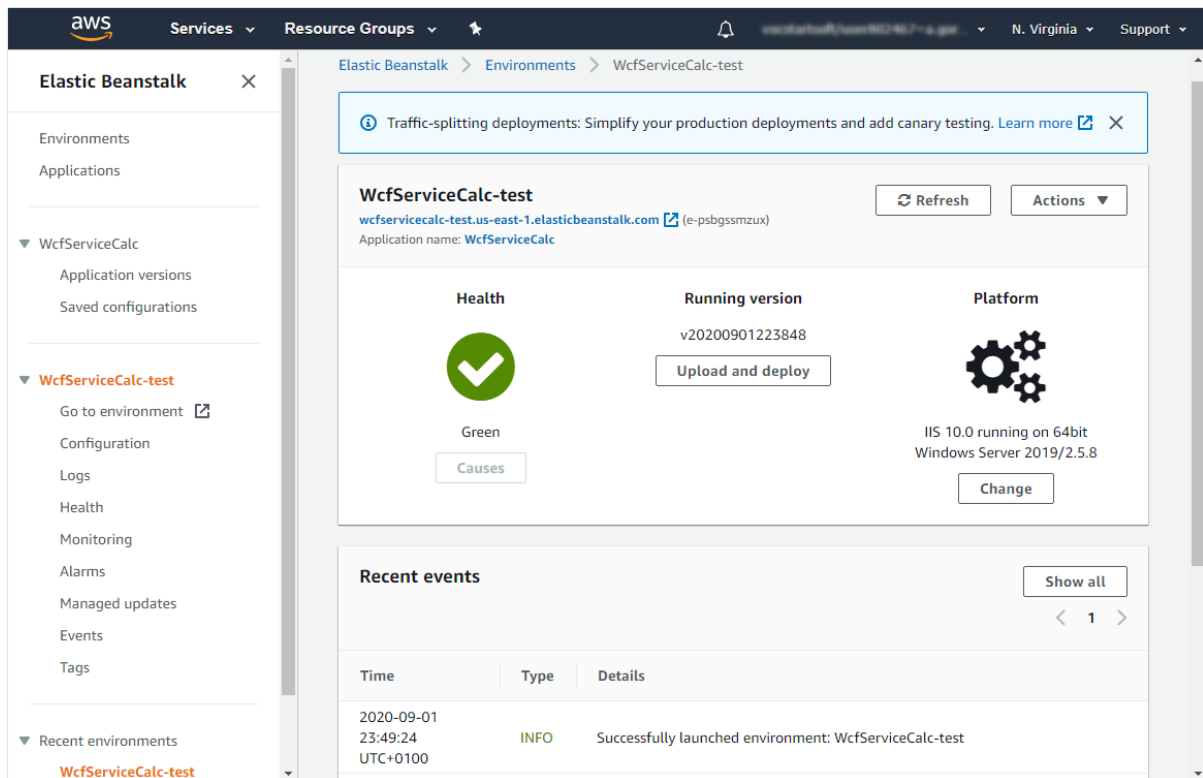 aws
Services
Resource Groups
N. Virginia
Support
Elastic Beanstalk
Environments
Applications
WcfServiceCalc
Application versions
Saved configurations
WcfServiceCalc-test
Go to environment
Configuration
Logs
Health
Monitoring
Alarms
Managed updates
Events
Tags
Recent environments
WcfServiceCalc-test
Elastic Beanstalk > Environments > WcfServiceCalc-test
Traffic-splitting deployments: Simplify your production deployments and add canary testing. Learn more
WcfServiceCalc-test
wcfservicecalc-test.us-east-1.elasticbeanstalk.com (e-psbgssmzux)
Application name: WcfServiceCalc
Refresh
Actions
Health
Green
Causes
Running version
v20200901223848
Upload and deploy
Platform
IIS 10.0 running on 64bit
Windows Server 2019/2.5.8
Change
Recent events
Show all
1
Time Type Details
2020-09-01
23:49:24 INFO Successfully launched environment: WcfServiceCalc-test
UTC+0100